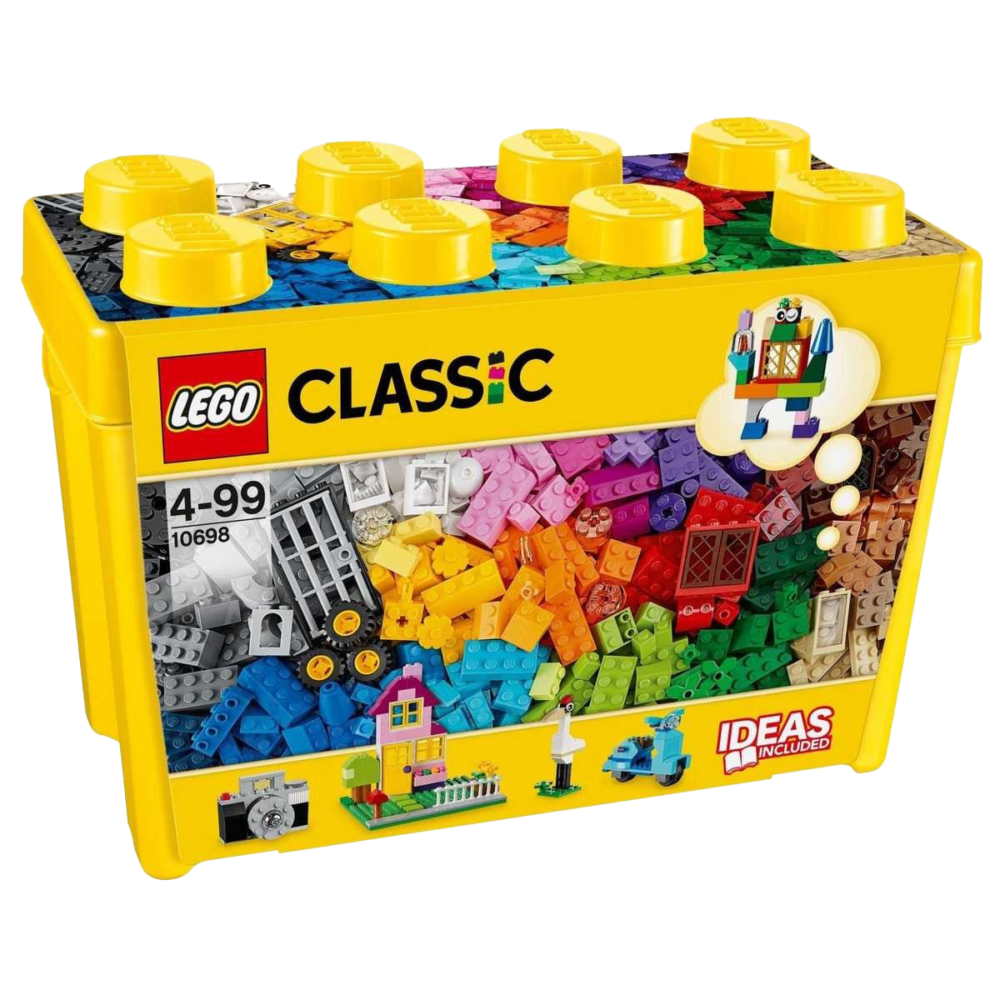 LEGO
CLASSiC
4-99
10698
IDEAS
INCLUDED